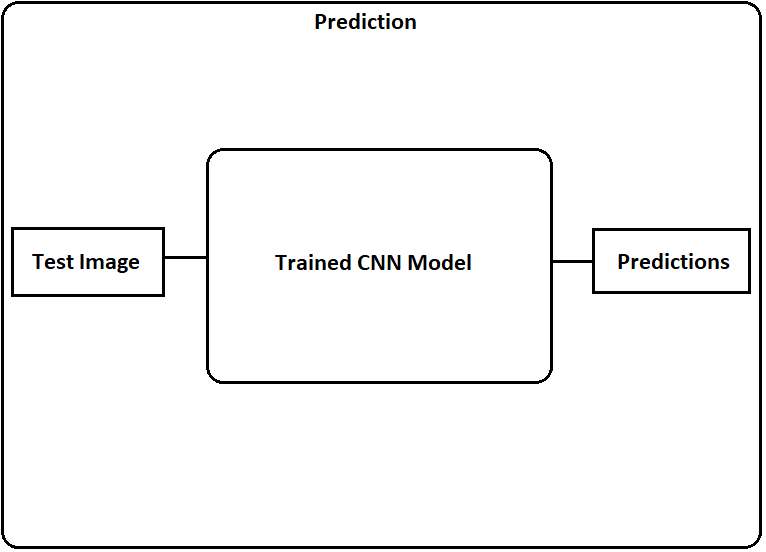 Prediction
Test Image
Trained CNN Model
Predictions